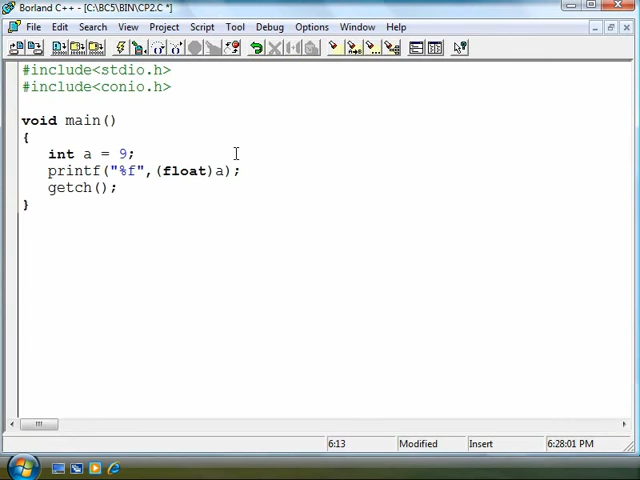 Borland C++ - [C:\BC5\BIN\CP2.C *]
File Edit Search View Project Script Tool Debug Options Window Help
#include<stdio.h>
#include<conio.h>
void main()
{
int a = 9;
printf("%f",(float)a);
getch();
}
6:13 Modified Insert 6:28:01 PM